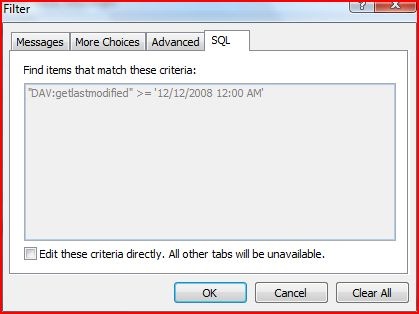 Filter
?
X
Messages
More Choices
Advanced
SQL
Find items that match these criteria:
"DAV:getlastmodified" >= '12/12/2008 12:00 AM'
Edit these criteria directly. All other tabs will be unavailable.
OK
Cancel
Clear All